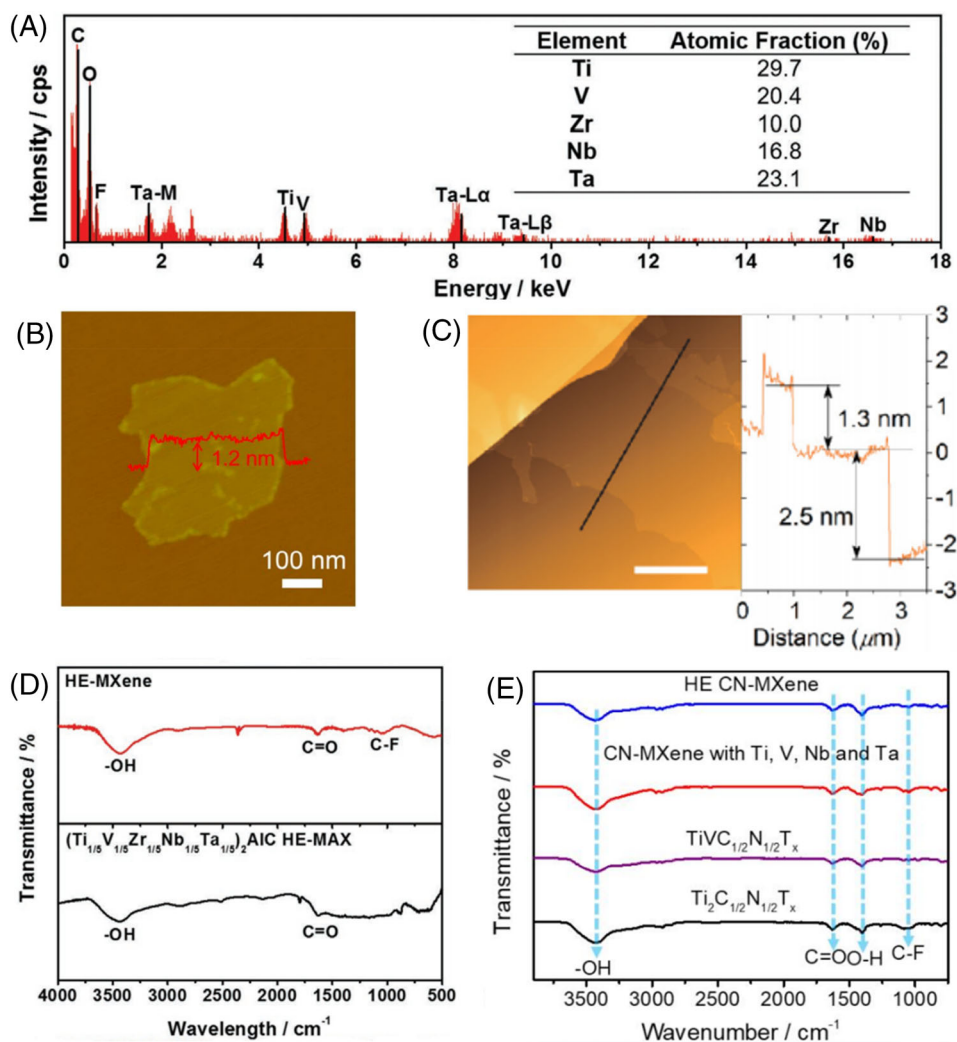 (A)
Intensity / cps
C
O
F
Ta-M
Ti
V
Ta-Lα
Ta-Lβ
Zr
Nb
Element Atomic Fraction (%)
Ti 29.7
V 20.4
Zr 10.0
Nb 16.8
Ta 23.1
0 2 4 6 8 10 12 14 16 18
Energy / keV
(B)
1.2 nm
100 nm
(C)
3
2
1
0
-1
-2
-3
1.3 nm
2.5 nm
0 1 2 3
Distance (μm)
(D)
Transmittance / %
HE-MXene
-OH
C=O
C-F
(Ti1/5V1/5Zr1/5Nb1/5Ta1/5)2AlC HE-MAX
-OH
C=O
4000 3500 3000 2500 2000 1500 1000 500
Wavelength / cm-1
(E)
Transmittance / %
HE CN-MXene
CN-MXene with Ti, V, Nb and Ta
TiVC1/2N1/2Tx
Ti2C1/2N1/2Tx
-OH
C=O
O-H
C-F
3500 3000 2500 2000 1500 1000
Wavenumber / cm-1